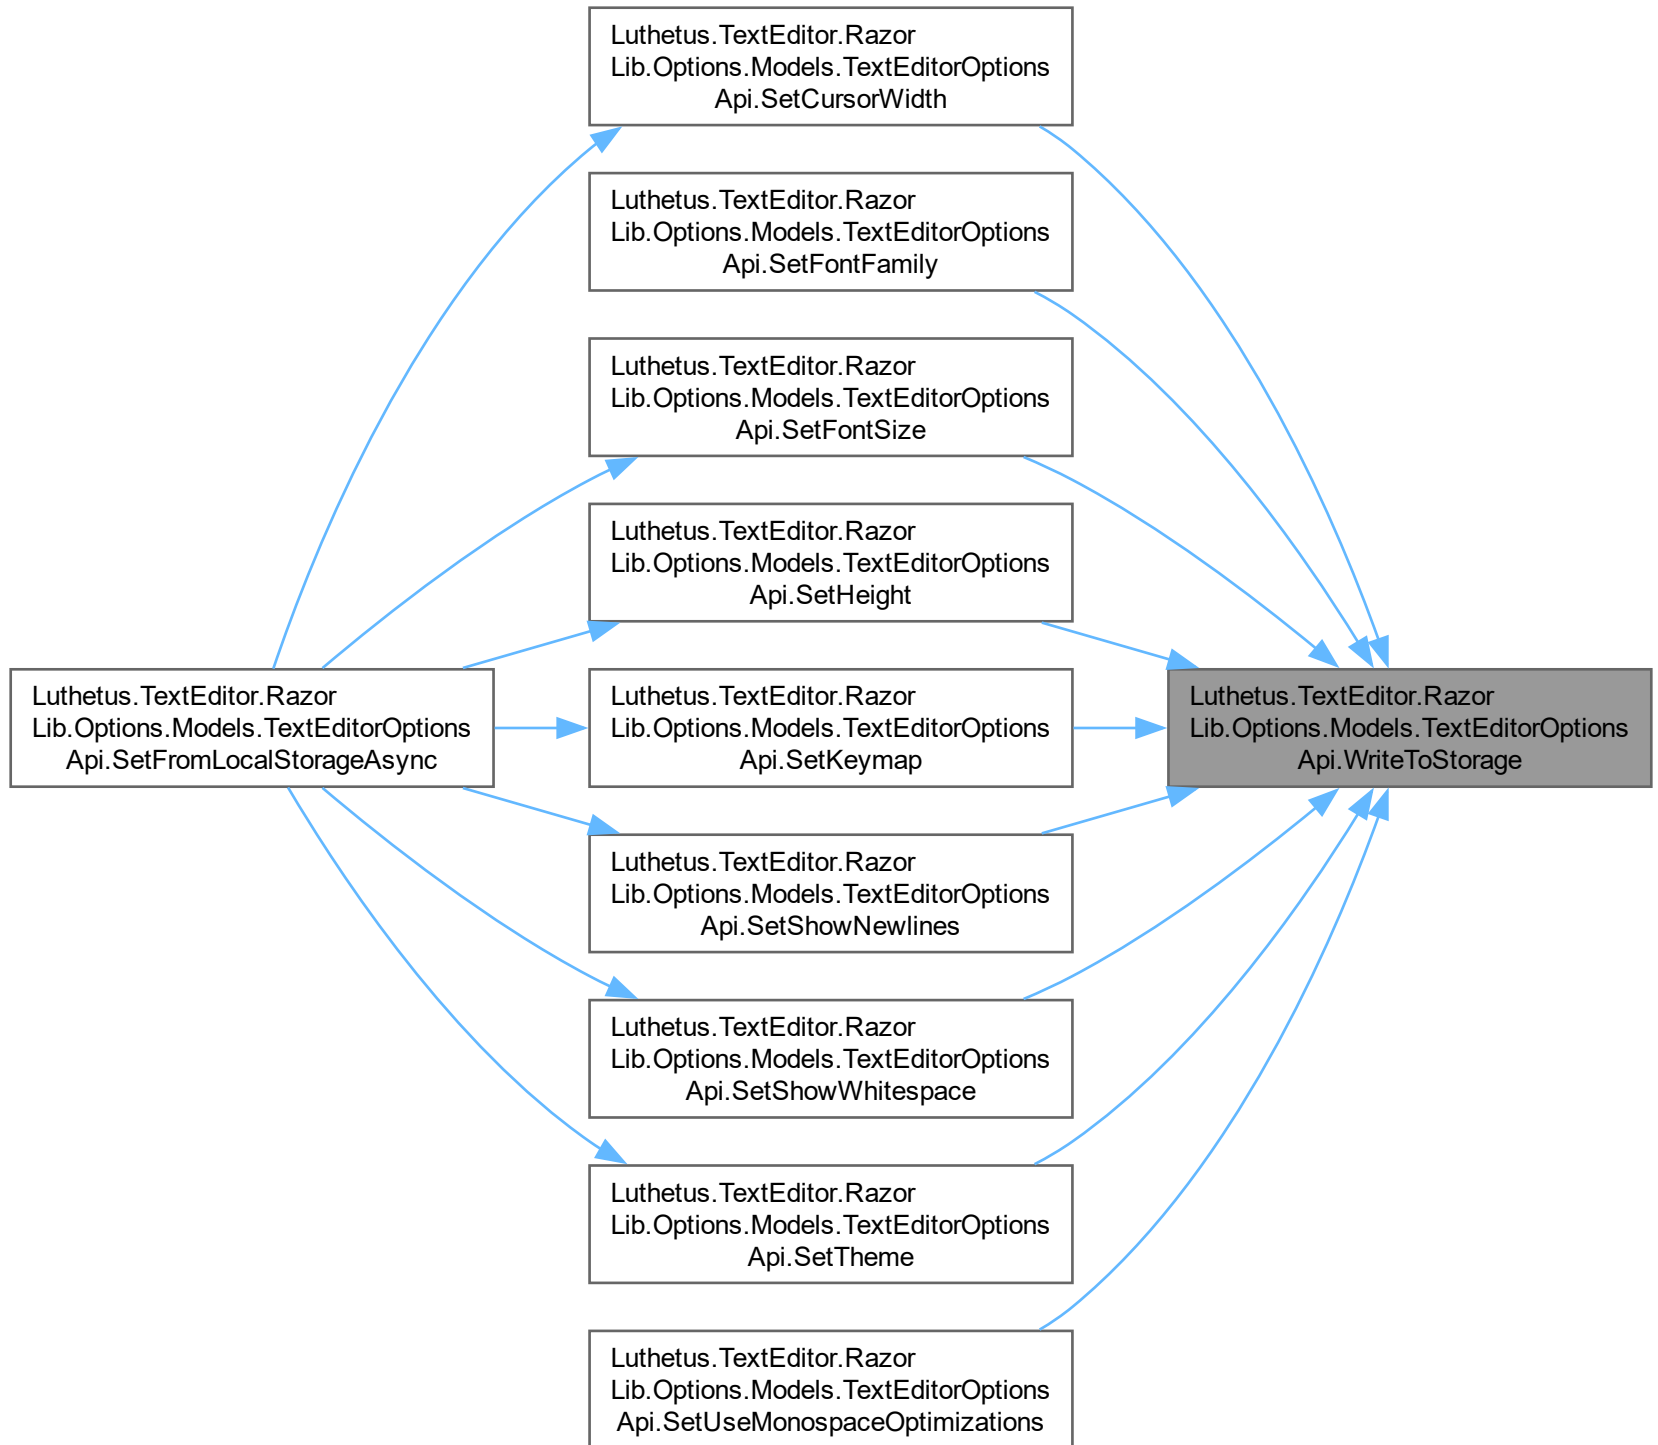 Luthetus.TextEditor.Razor
Lib.Options.Models.TextEditorOptions
Api.SetCursorWidth
Luthetus.TextEditor.Razor
Lib.Options.Models.TextEditorOptions
Api.SetFontFamily
Luthetus.TextEditor.Razor
Lib.Options.Models.TextEditorOptions
Api.SetFontSize
Luthetus.TextEditor.Razor
Lib.Options.Models.TextEditorOptions
Api.SetHeight
Luthetus.TextEditor.Razor
Lib.Options.Models.TextEditorOptions
Api.SetFromLocalStorageAsync
Luthetus.TextEditor.Razor
Lib.Options.Models.TextEditorOptions
Api.SetKeymap
Luthetus.TextEditor.Razor
Lib.Options.Models.TextEditorOptions
Api.WriteToStorage
Luthetus.TextEditor.Razor
Lib.Options.Models.TextEditorOptions
Api.SetShowNewlines
Luthetus.TextEditor.Razor
Lib.Options.Models.TextEditorOptions
Api.SetShowWhitespace
Luthetus.TextEditor.Razor
Lib.Options.Models.TextEditorOptions
Api.SetTheme
Luthetus.TextEditor.Razor
Lib.Options.Models.TextEditorOptions
Api.SetUseMonospaceOptimizations